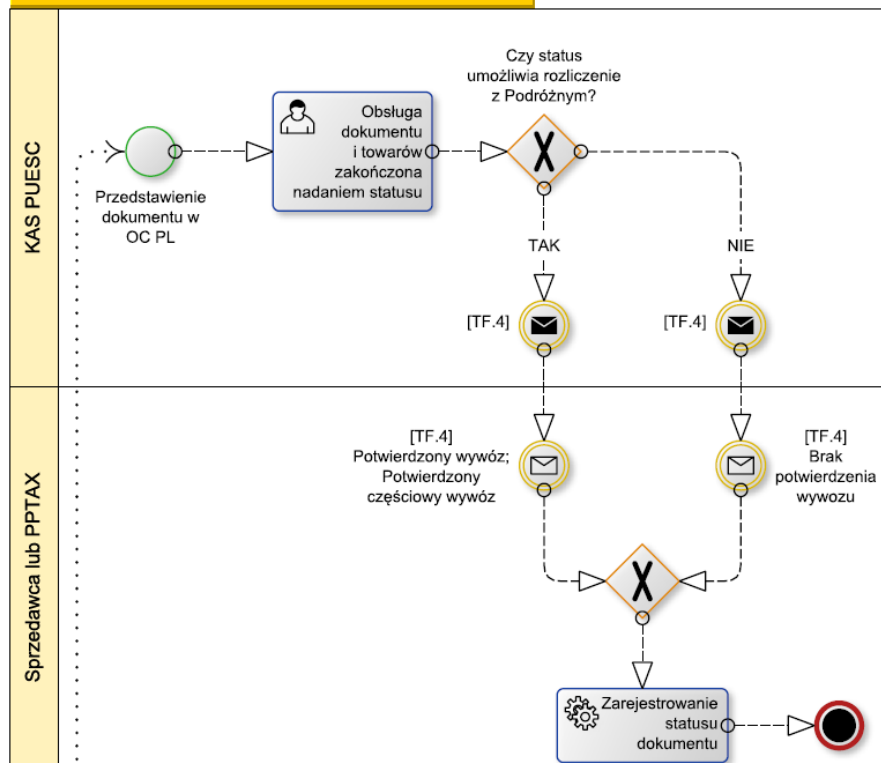 KAS PUESC
Przedstawienie
dokumentu w
OC PL
Obsługa
dokumentu
i towarów
zakończona
nadaniem statusu
Czy status
umożliwia rozliczenie
z Podróżnym?
TAK
NIE
[TF.4]
[TF.4]
Sprzedawca lub PPTAX
[TF.4]
Potwierdzony wywóz;
Potwierdzony
częściowy wywóz
[TF.4]
Brak
potwierdzenia
wywozu
Zarejestrowanie
statusu
dokumentu